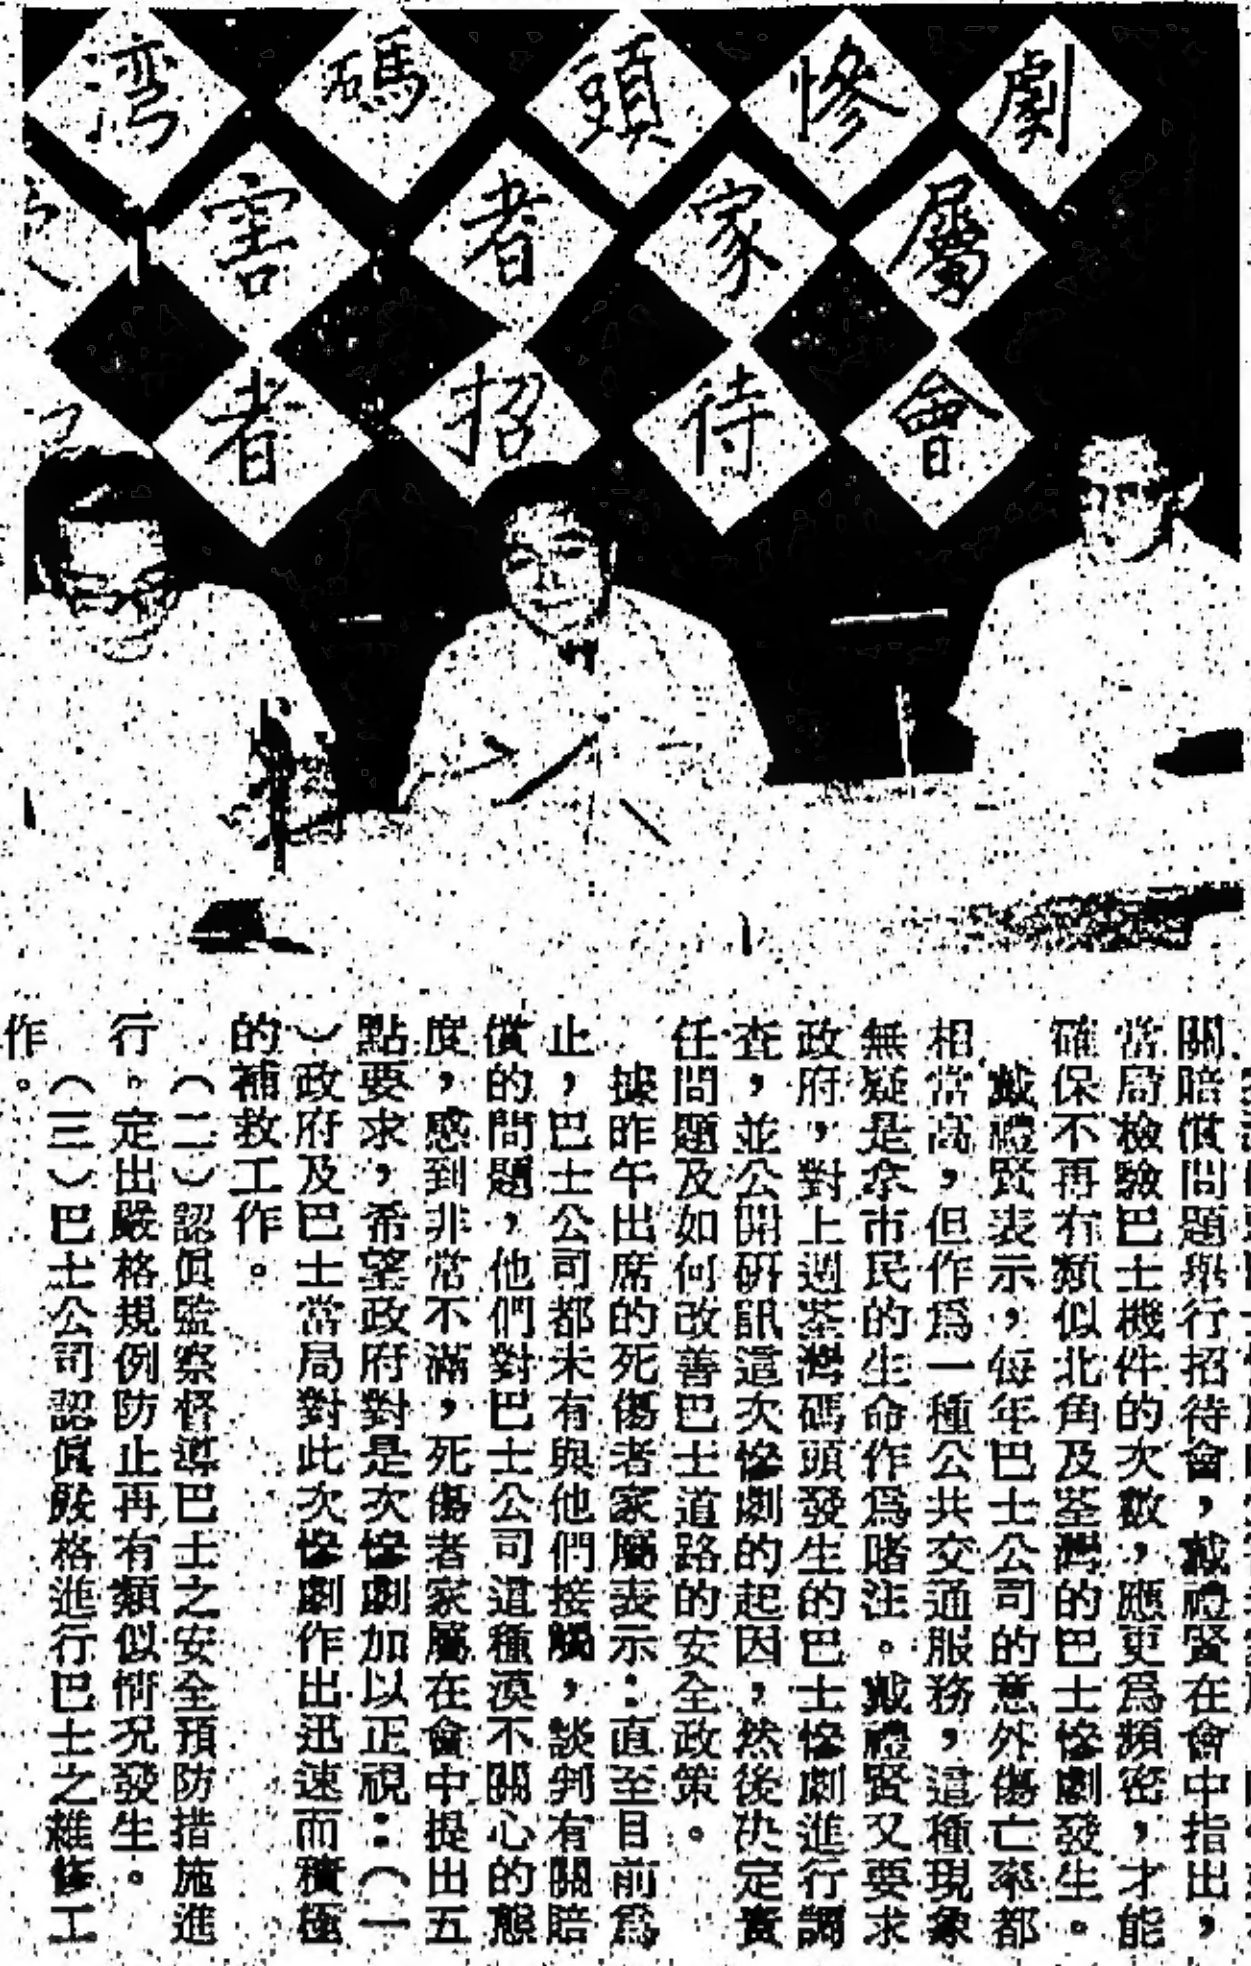 湾碼頭慘劇
害者家屬
者招待會
關賠償問題舉行招待會，戴禮賢在會中指出，
當局檢驗巴士機件的次數，應更爲頻密，才能
確保不再有類似北角及荃灣的巴士慘劇發生。
戴禮賢表示，每年巴士公司的意外傷亡率都
相當高，但作爲一種公共交通服務，這種現象
無疑是拿市民的生命作爲賭注。戴禮賢又要求
政府，對上週荃灣碼頭發生的巴士慘劇進行調
查，並公開研訊這次慘劇的起因，然後决定責
任問題及如何改善巴士道路的安全政策。
據昨午出席的死傷者家屬表示：直至目前爲
止，巴士公司都未有與他們接觸，談判有關賠
償的問題，他們對巴士公司這種漠不關心的態
度，感到非常不滿，死傷者家屬在會中提出五
點要求，希望政府對是次慘劇加以正視：（一
）政府及巴士當局對此次慘劇作出迅速而積極
的補救工作。
（二）認眞監察督導巴士之安全預防措施進
行。定出嚴格規例防止再有類似情况發生。
（三）巴士公司認眞嚴格進行巴士之維修工
作。